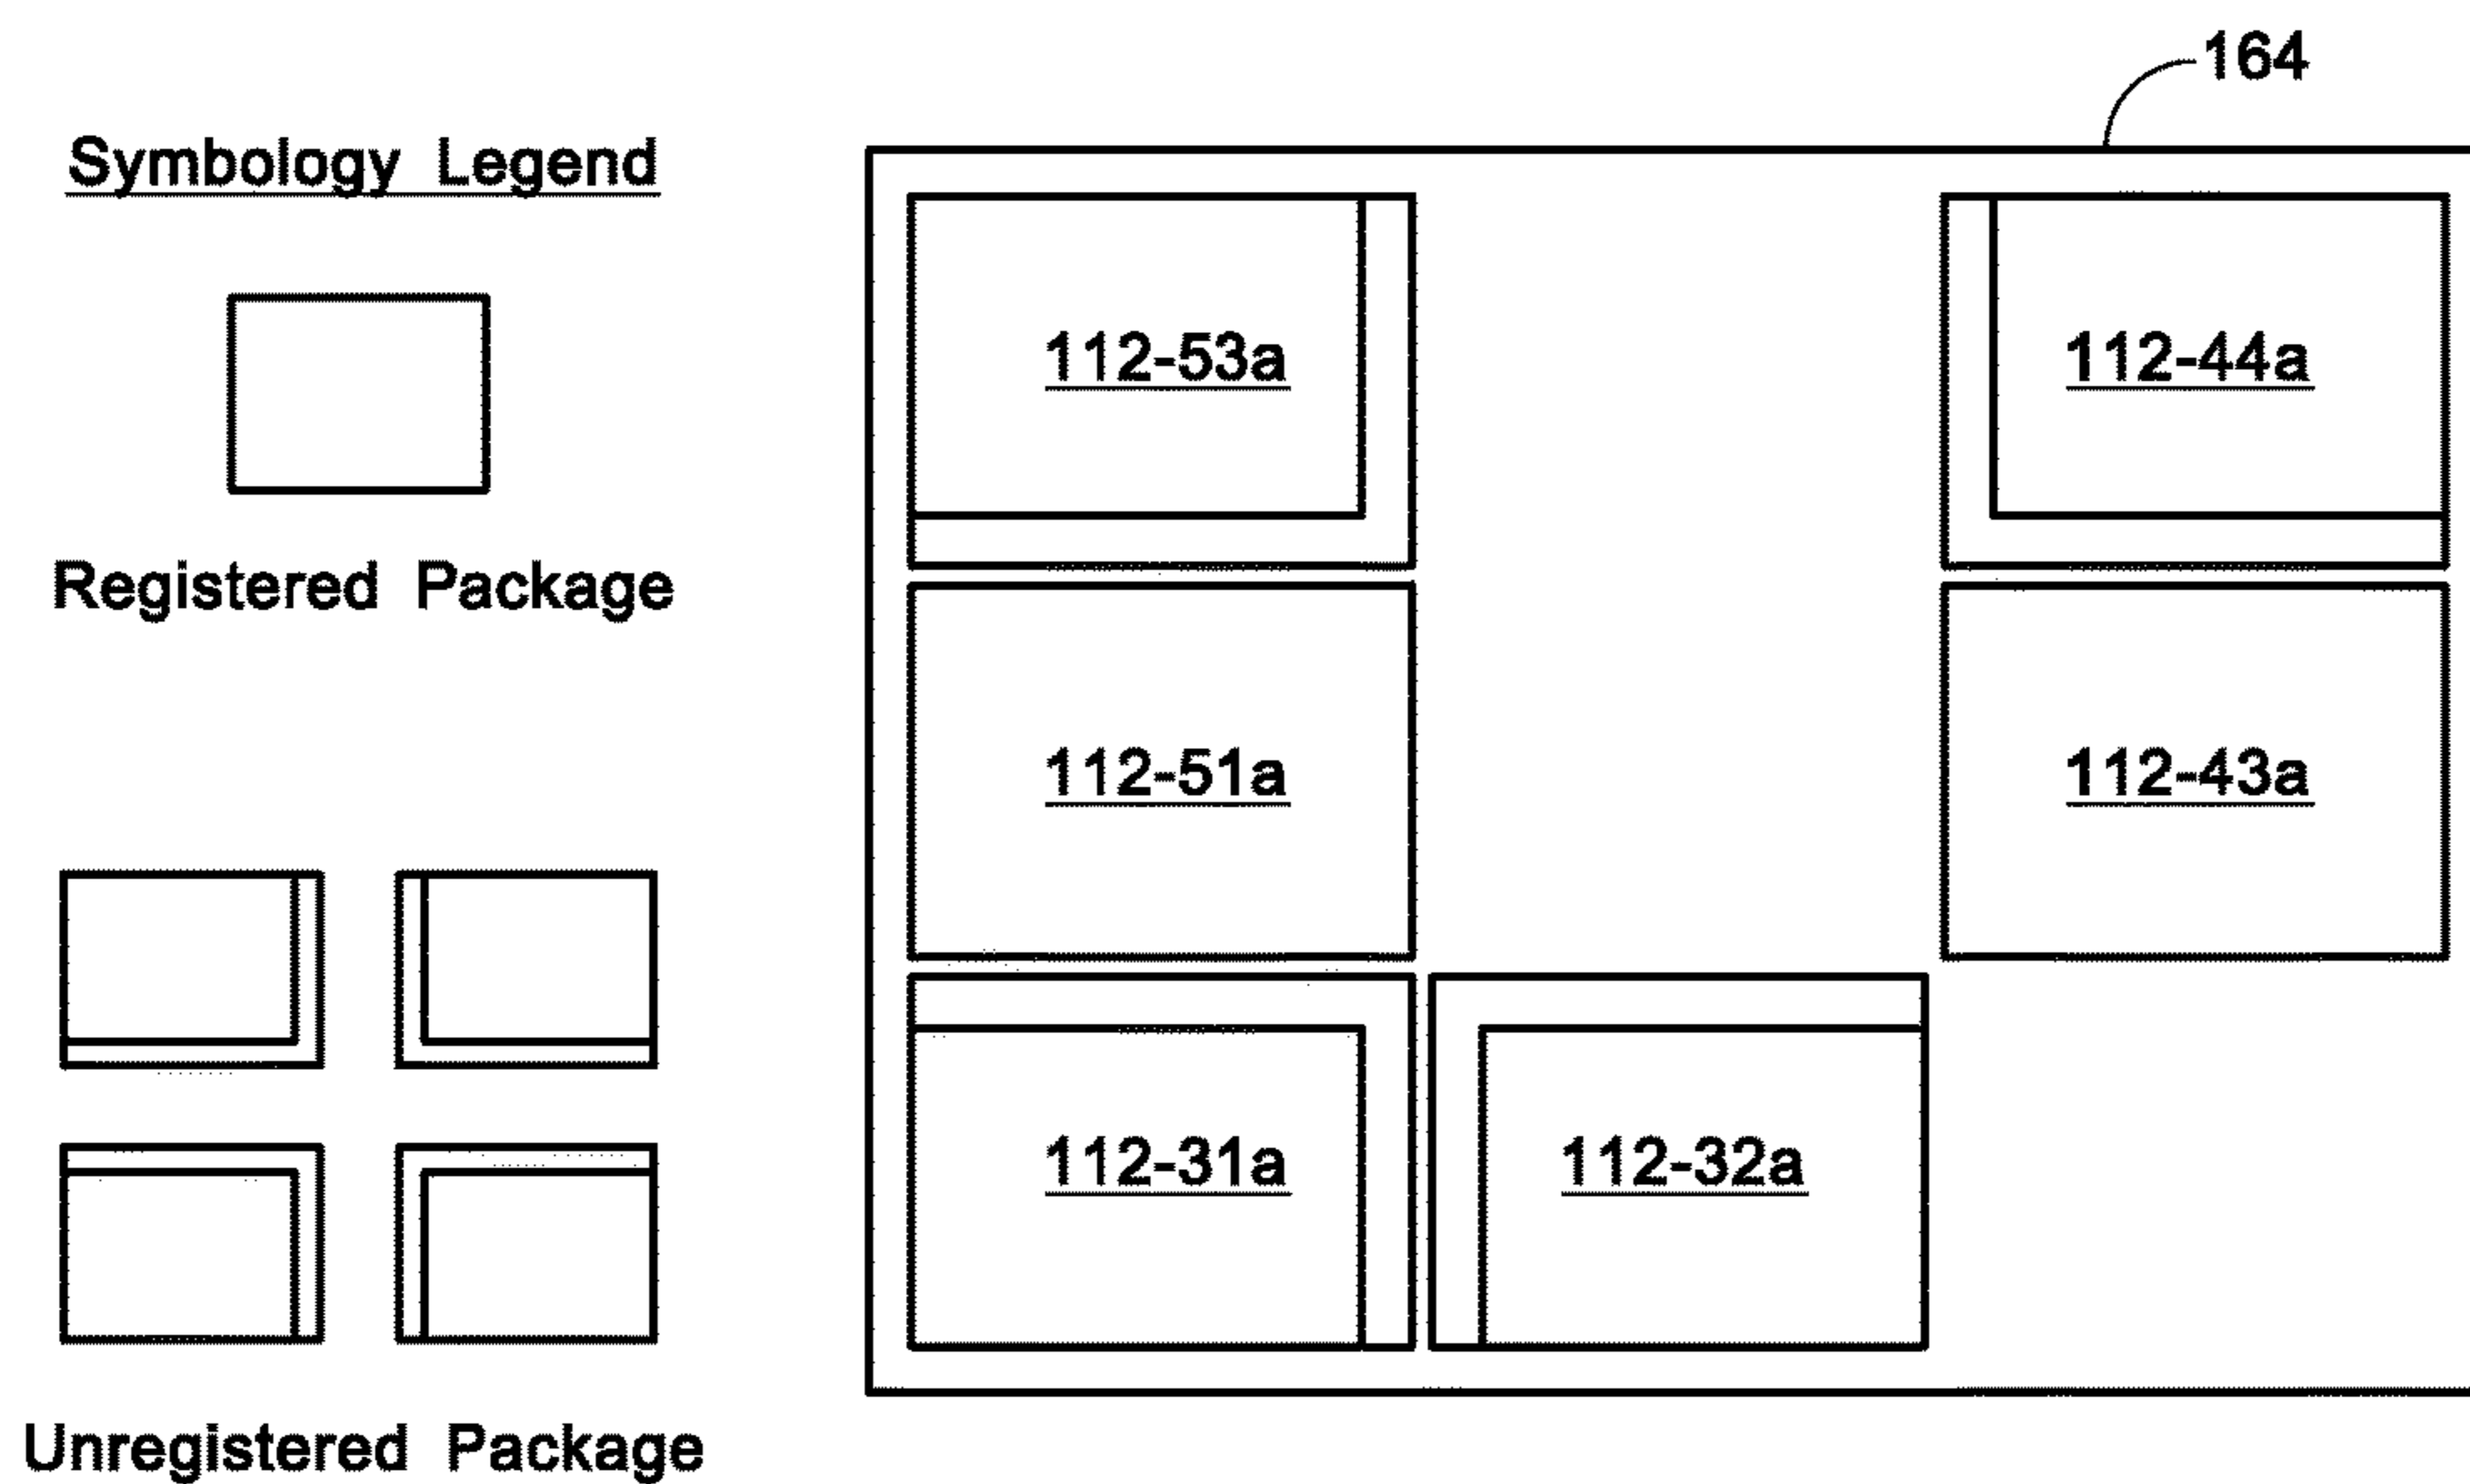 164
Symbology Legend
Registered Package
Unregistered Package
112-53a
112-44a
112-51a
112-43a
112-31a
112-32a